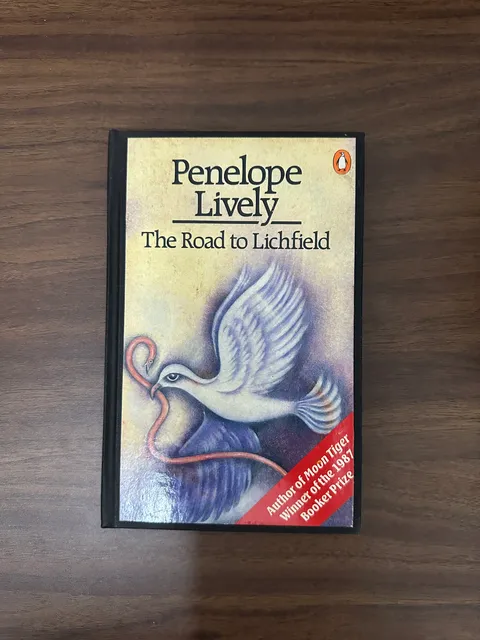 Penelope
Lively
The Road to Lichfield
Author of Moon Tiger
Winner of the 1987
Booker Prize